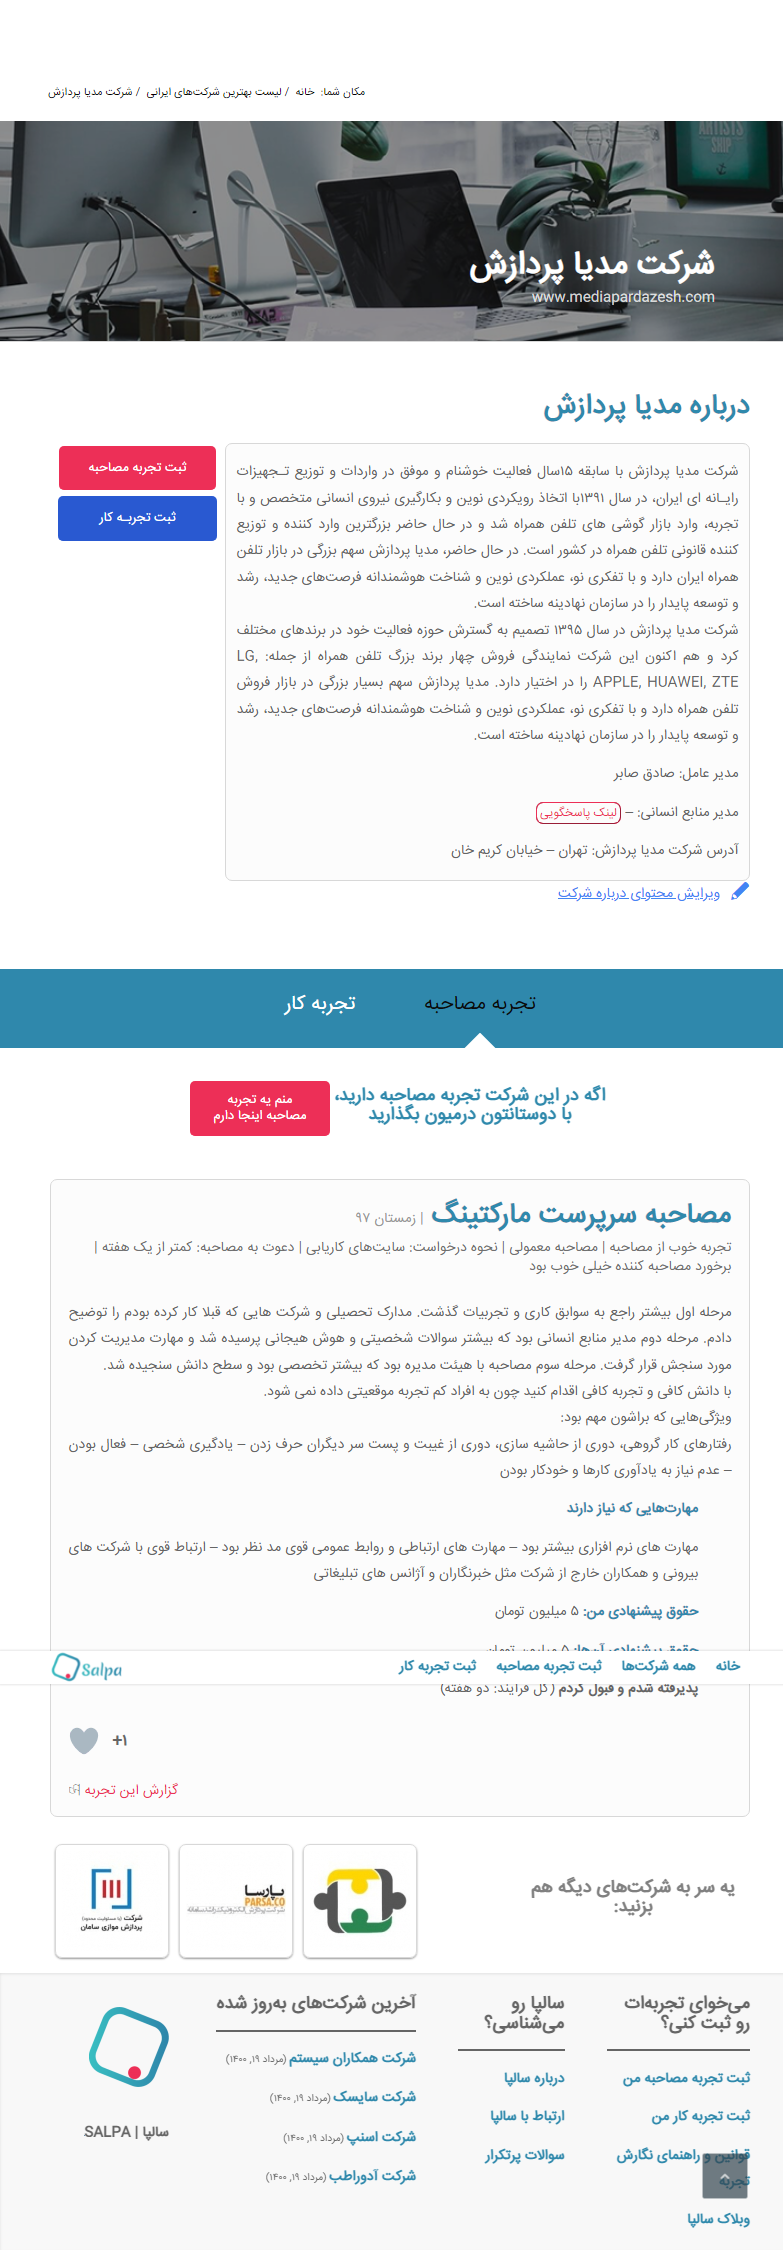 مکان شما: خانه / لیست بهترین شرکت‌های ایرانی / شرکت مدیا پردازش
ARTISTS
SHIP
شرکت مدیا پردازش
www.mediapardazesh.com
درباره مدیا پردازش
شرکت مدیا پردازش با سابقه ۱۵سال فعالیت خوشنام و موفق در واردات و توزیع تـجهیزات
رایـانه ای ایران، در سال ۱۳۹۱با اتخاذ رویکردی نوین و بکارگیری نیروی انسانی متخصص و با
تجربه، وارد بازار گوشی های تلفن همراه شد و در حال حاضر بزرگترین وارد کننده و توزیع
کننده قانونی تلفن همراه در کشور است. در حال حاضر، مدیا پردازش سهم بزرگی در بازار تلفن
همراه ایران دارد و با تفکری نو، عملکردی نوین و شناخت هوشمندانه فرصت‌های جدید، رشد
و توسعه پایدار را در سازمان نهادینه ساخته است.
شرکت مدیا پردازش در سال ۱۳۹۵ تصمیم به گسترش حوزه فعالیت خود در برندهای مختلف
کرد و هم اکنون این شرکت نمایندگی فروش چهار برند بزرگ تلفن همراه از جمله: LG,
APPLE, HUAWEI, ZTE را در اختیار دارد. مدیا پردازش سهم بسیار بزرگی در بازار فروش
تلفن همراه دارد و با تفکری نو، عملکردی نوین و شناخت هوشمندانه فرصت‌های جدید، رشد
و توسعه پایدار را در سازمان نهادینه ساخته است.
مدیر عامل: صادق صابر
مدیر منابع انسانی: – لینک پاسخگویی
آدرس شرکت مدیا پردازش: تهران – خیابان کریم خان
ویرایش محتوای درباره شرکت
ثبت تجربه مصاحبه
ثبت تجربـه کار
تجربه مصاحبه
تجربه کار
اگه در این شرکت تجربه مصاحبه دارید،
با دوستانتون درمیون بگذارید
منم یه تجربه
مصاحبه اینجا دارم
مصاحبه سرپرست مارکتینگ | زمستان ۹۷
تجربه خوب از مصاحبه | مصاحبه معمولی | نحوه درخواست: سایت‌های کاریابی | دعوت به مصاحبه: کمتر از یک هفته |
برخورد مصاحبه کننده خیلی خوب بود
مرحله اول بیشتر راجع به سوابق کاری و تجربیات گذشت. مدارک تحصیلی و شرکت هایی که قبلا کار کرده بودم را توضیح
دادم. مرحله دوم مدیر منابع انسانی بود که بیشتر سوالات شخصیتی و هوش هیجانی پرسیده شد و مهارت مدیریت کردن
مورد سنجش قرار گرفت. مرحله سوم مصاحبه با هیئت مدیره بود که بیشتر تخصصی بود و سطح دانش سنجیده شد.
با دانش کافی و تجربه کافی اقدام کنید چون به افراد کم تجربه موقعیتی داده نمی شود.
ویژگی‌هایی که براشون مهم بود:
رفتارهای کار گروهی، دوری از حاشیه سازی، دوری از غیبت و پست سر دیگران حرف زدن – یادگیری شخصی – فعال بودن
– عدم نیاز به یادآوری کارها و خودکار بودن
مهارت‌هایی که نیاز دارند
مهارت های نرم افزاری بیشتر بود – مهارت های ارتباطی و روابط عمومی قوی مد نظر بود – ارتباط قوی با شرکت های
بیرونی و همکاران خارج از شرکت مثل خبرنگاران و آژانس های تبلیغاتی
حقوق پیشنهادی من: ۵ میلیون تومان
حقوق پیشنهادی آن‌ها: ۵ میلیون تومان
خانه
همه شرکت‌ها
ثبت تجربه مصاحبه
ثبت تجربه کار
Salpa
پذیرفته شدم و قبول کردم (کل فرآیند: دو هفته)
+۱
گزارش این تجربه
یه سر به شرکت‌های دیگه هم
بزنید:
پارسا
PARSA.CO
شرکت (با مسئولیت محدود)
پردازش موازی سامان
می‌خوای تجربه‌ات
رو ثبت کنی؟
ثبت تجربه مصاحبه من
ثبت تجربه کار من
قوانین و راهنمای نگارش
تجربه
وبلاگ سالپا
سالپا رو
می‌شناسی؟
درباره سالپا
ارتباط با سالپا
سوالات پرتکرار
آخرین شرکت‌های به‌روز شده
شرکت همکاران سیستم (مرداد ۱۹, ۱۴۰۰)
شرکت سایسک (مرداد ۱۹, ۱۴۰۰)
شرکت اسنپ (مرداد ۱۹, ۱۴۰۰)
شرکت آدوراطب (مرداد ۱۹, ۱۴۰۰)
سالپا | SALPA